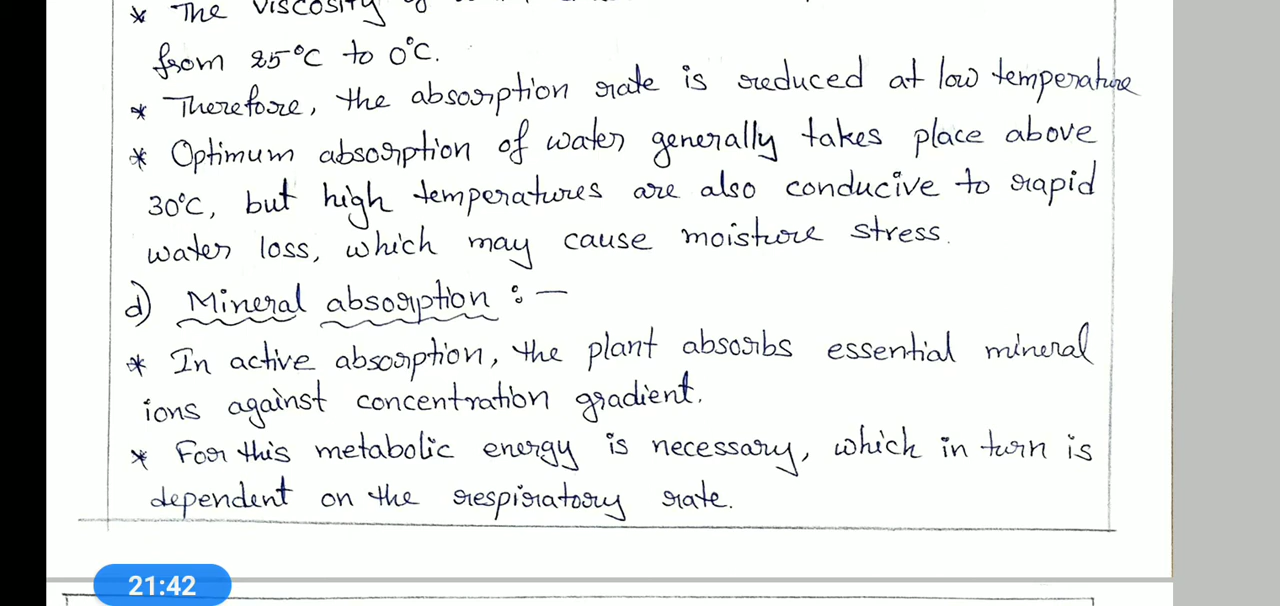 * The viscosity of
from 25°C to 0°C.
* Therefore, the absorption rate is reduced at low temperature
* Optimum absorption of water generally takes place above
30°C, but high temperatures are also conducive to rapid
water loss, which may cause moisture stress.
d) Mineral absorption :-
* In active absorption, the plant absorbs essential mineral
ions against concentration gradient.
* For this metabolic energy is necessary, which in turn is
dependent on the respiratory rate.
21:42